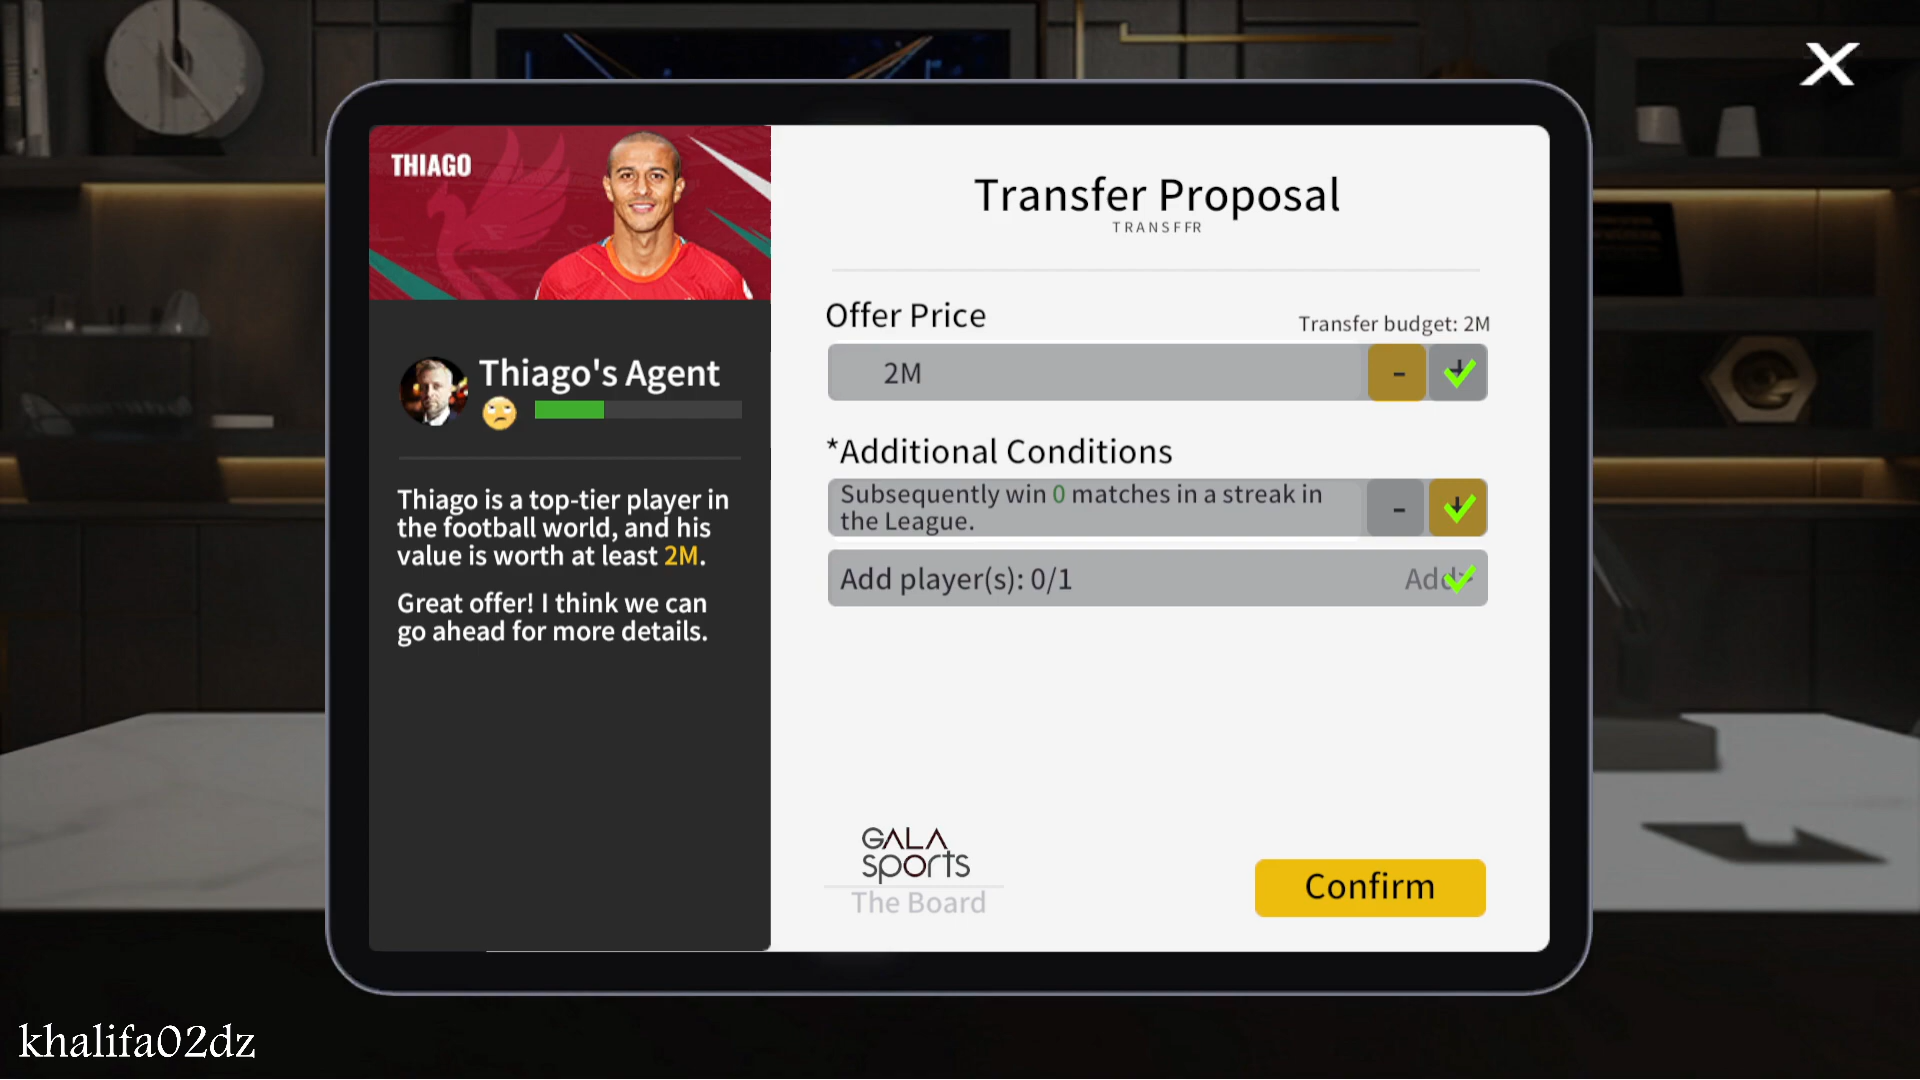 THIAGO
Thiago's Agent
Thiago is a top-tier player in
the football world, and his
value is worth at least 2M.
Great offer! I think we can
go ahead for more details.
Transfer Proposal
TRANSFFR
Offer Price
Transfer budget: 2M
2M
-
+
*Additional Conditions
Subsequently win 0 matches in a streak in
the League.
-
+
Add player(s): 0/1
Add>
GALA
sports
The Board
Confirm
X
khalifa02dz